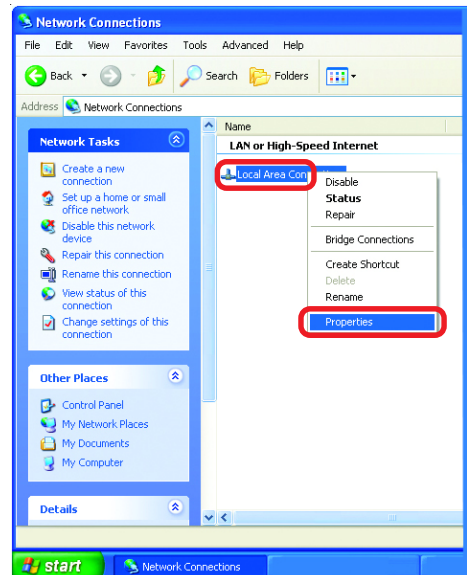 Network Connections
File Edit View Favorites Tools Advanced Help
Back Search Folders
Address Network Connections
Network Tasks
Create a new
connection
Set up a home or small
office network
Disable this network
device
Repair this connection
Rename this connection
View status of this
connection
Change settings of this
connection
Other Places
Control Panel
My Network Places
My Documents
My Computer
Details
Name
LAN or High-Speed Internet
Local Area Con
Disable
Status
Repair
Bridge Connections
Create Shortcut
Delete
Rename
Properties
start Network Connections